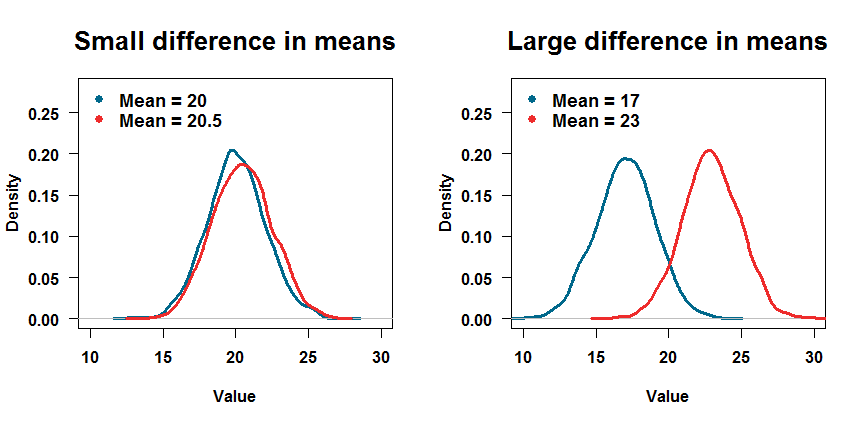 Small difference in means
Mean = 20
Mean = 20.5
Density
0.25
0.20
0.15
0.10
0.05
0.00
10 15 20 25 30
Value
Large difference in means
Mean = 17
Mean = 23
Density
0.25
0.20
0.15
0.10
0.05
0.00
10 15 20 25 30
Value